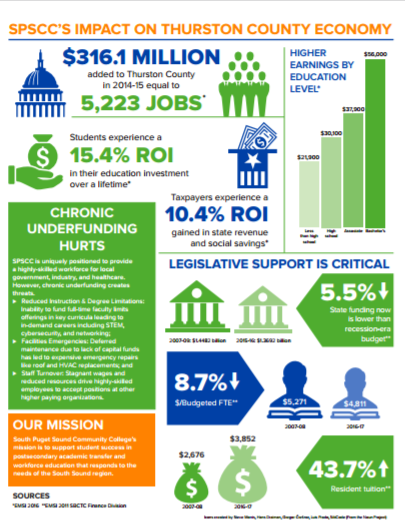 SPSCC'S IMPACT ON THURSTON COUNTY ECONOMY
$316.1 MILLION
added to Thurston County
in 2014-15 equal to
5,223 JOBS*
HIGHER
EARNINGS BY
EDUCATION
LEVEL*
$56,000
$37,900
$30,100
$21,900
Less
than high
school
High
school
Associate
Bachelor's
Students experience a
15.4% ROI
in their education investment
over a lifetime*
Taxpayers experience a
10.4% ROI
gained in state revenue
and social savings*
CHRONIC
UNDERFUNDING
HURTS
SPSCC is uniquely positioned to provide
a highly-skilled workforce for local
government, industry, and healthcare.
However, chronic underfunding creates
threats.
Reduced Instruction & Degree Limitations:
Inability to fund full-time faculty limits
offerings in key curricula leading to
in-demand careers including STEM,
cybersecurity, and networking;
Facilities Emergencies: Deferred
maintenance due to lack of capital funds
has led to expensive emergency repairs
like roof and HVAC replacements; and
Staff Turnover: Stagnant wages and
reduced resources drive highly-skilled
employees to accept positions at other
higher paying organizations.
LEGISLATIVE SUPPORT IS CRITICAL
2007-09: $1.4482 billion
2015-16: $1.3692 billion
5.5%
State funding now
is lower than
recession-era
budget**
8.7%
$/Budgeted FTE**
$5,271
2007-08
$4,811
2016-17
$2,676
2007-08
$3,852
2016-17
43.7%
Resident tuition**
OUR MISSION
South Puget Sound Community College's
mission is to support student success in
postsecondary academic transfer and
workforce education that responds to the
needs of the South Sound region.
SOURCES
*EMSI 2016 **EMSI 2011 SBCTC Finance Division